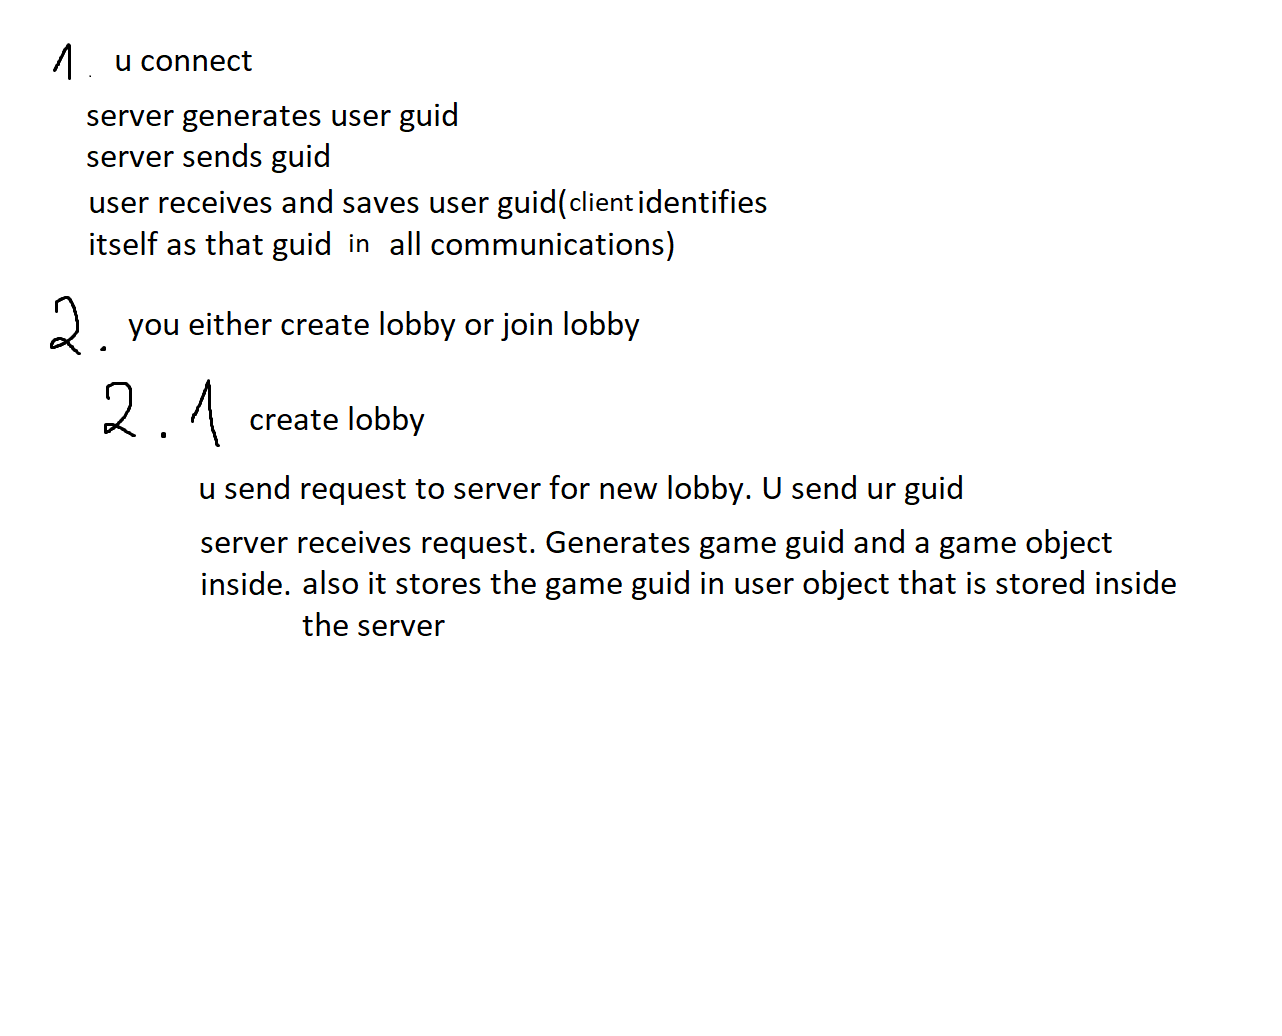 1. u connect
server generates user guid
server sends guid
user receives and saves user guid(client identifies
itself as that guid in all communications)
2. you either create lobby or join lobby
2.1 create lobby
u send request to server for new lobby. U send ur guid
server receives request. Generates game guid and a game object
inside. also it stores the game guid in user object that is stored inside
the server